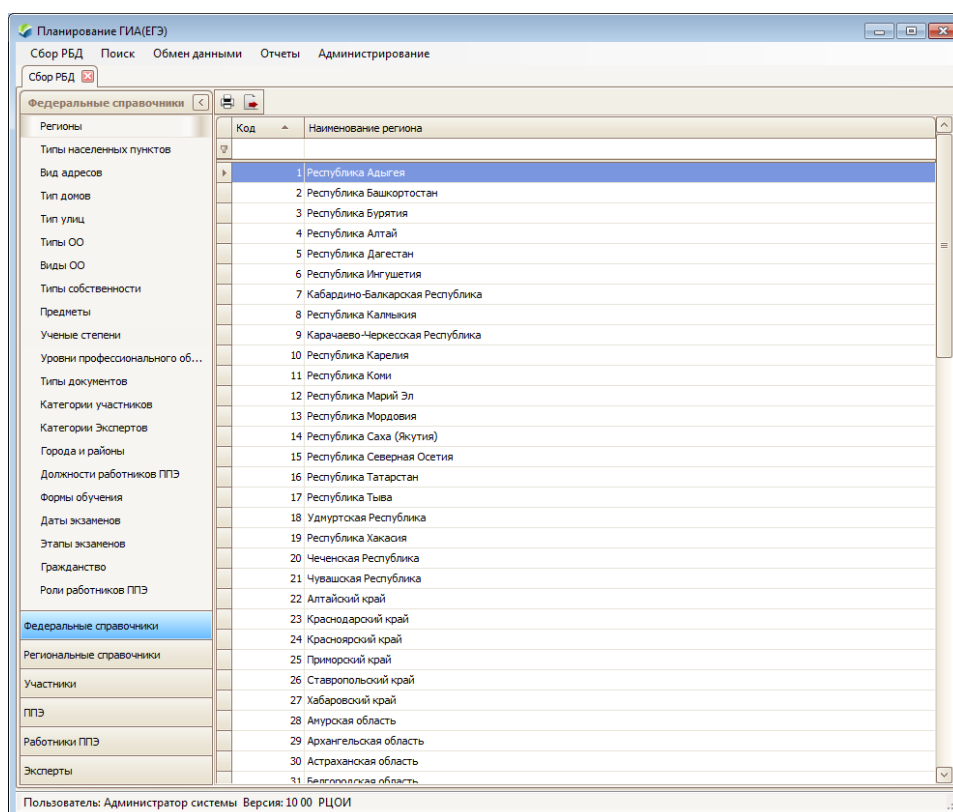 Планирование ГИА(ЕГЭ)
Сбор РБД Поиск Обмен данными Отчеты Администрирование
Сбор РБД
Федеральные справочники
Регионы
Типы населенных пунктов
Вид адресов
Тип домов
Тип улиц
Типы ОО
Виды ОО
Типы собственности
Предметы
Ученые степени
Уровни профессионального об...
Типы документов
Категории участников
Категории Экспертов
Города и районы
Должности работников ППЭ
Формы обучения
Даты экзаменов
Этапы экзаменов
Гражданство
Роли работников ППЭ
Федеральные справочники
Региональные справочники
Участники
ППЭ
Работники ППЭ
Эксперты
Код Наименование региона
1 Республика Адыгея
2 Республика Башкортостан
3 Республика Бурятия
4 Республика Алтай
5 Республика Дагестан
6 Республика Ингушетия
7 Кабардино-Балкарская Республика
8 Республика Калмыкия
9 Карачаево-Черкесская Республика
10 Республика Карелия
11 Республика Коми
12 Республика Марий Эл
13 Республика Мордовия
14 Республика Саха (Якутия)
15 Республика Северная Осетия
16 Республика Татарстан
17 Республика Тыва
18 Удмуртская Республика
19 Республика Хакасия
20 Чеченская Республика
21 Чувашская Республика
22 Алтайский край
23 Краснодарский край
24 Красноярский край
25 Приморский край
26 Ставропольский край
27 Хабаровский край
28 Амурская область
29 Архангельская область
30 Астраханская область
31 Белгородская область
Пользователь: Администратор системы Версия: 10 00 РЦОИ